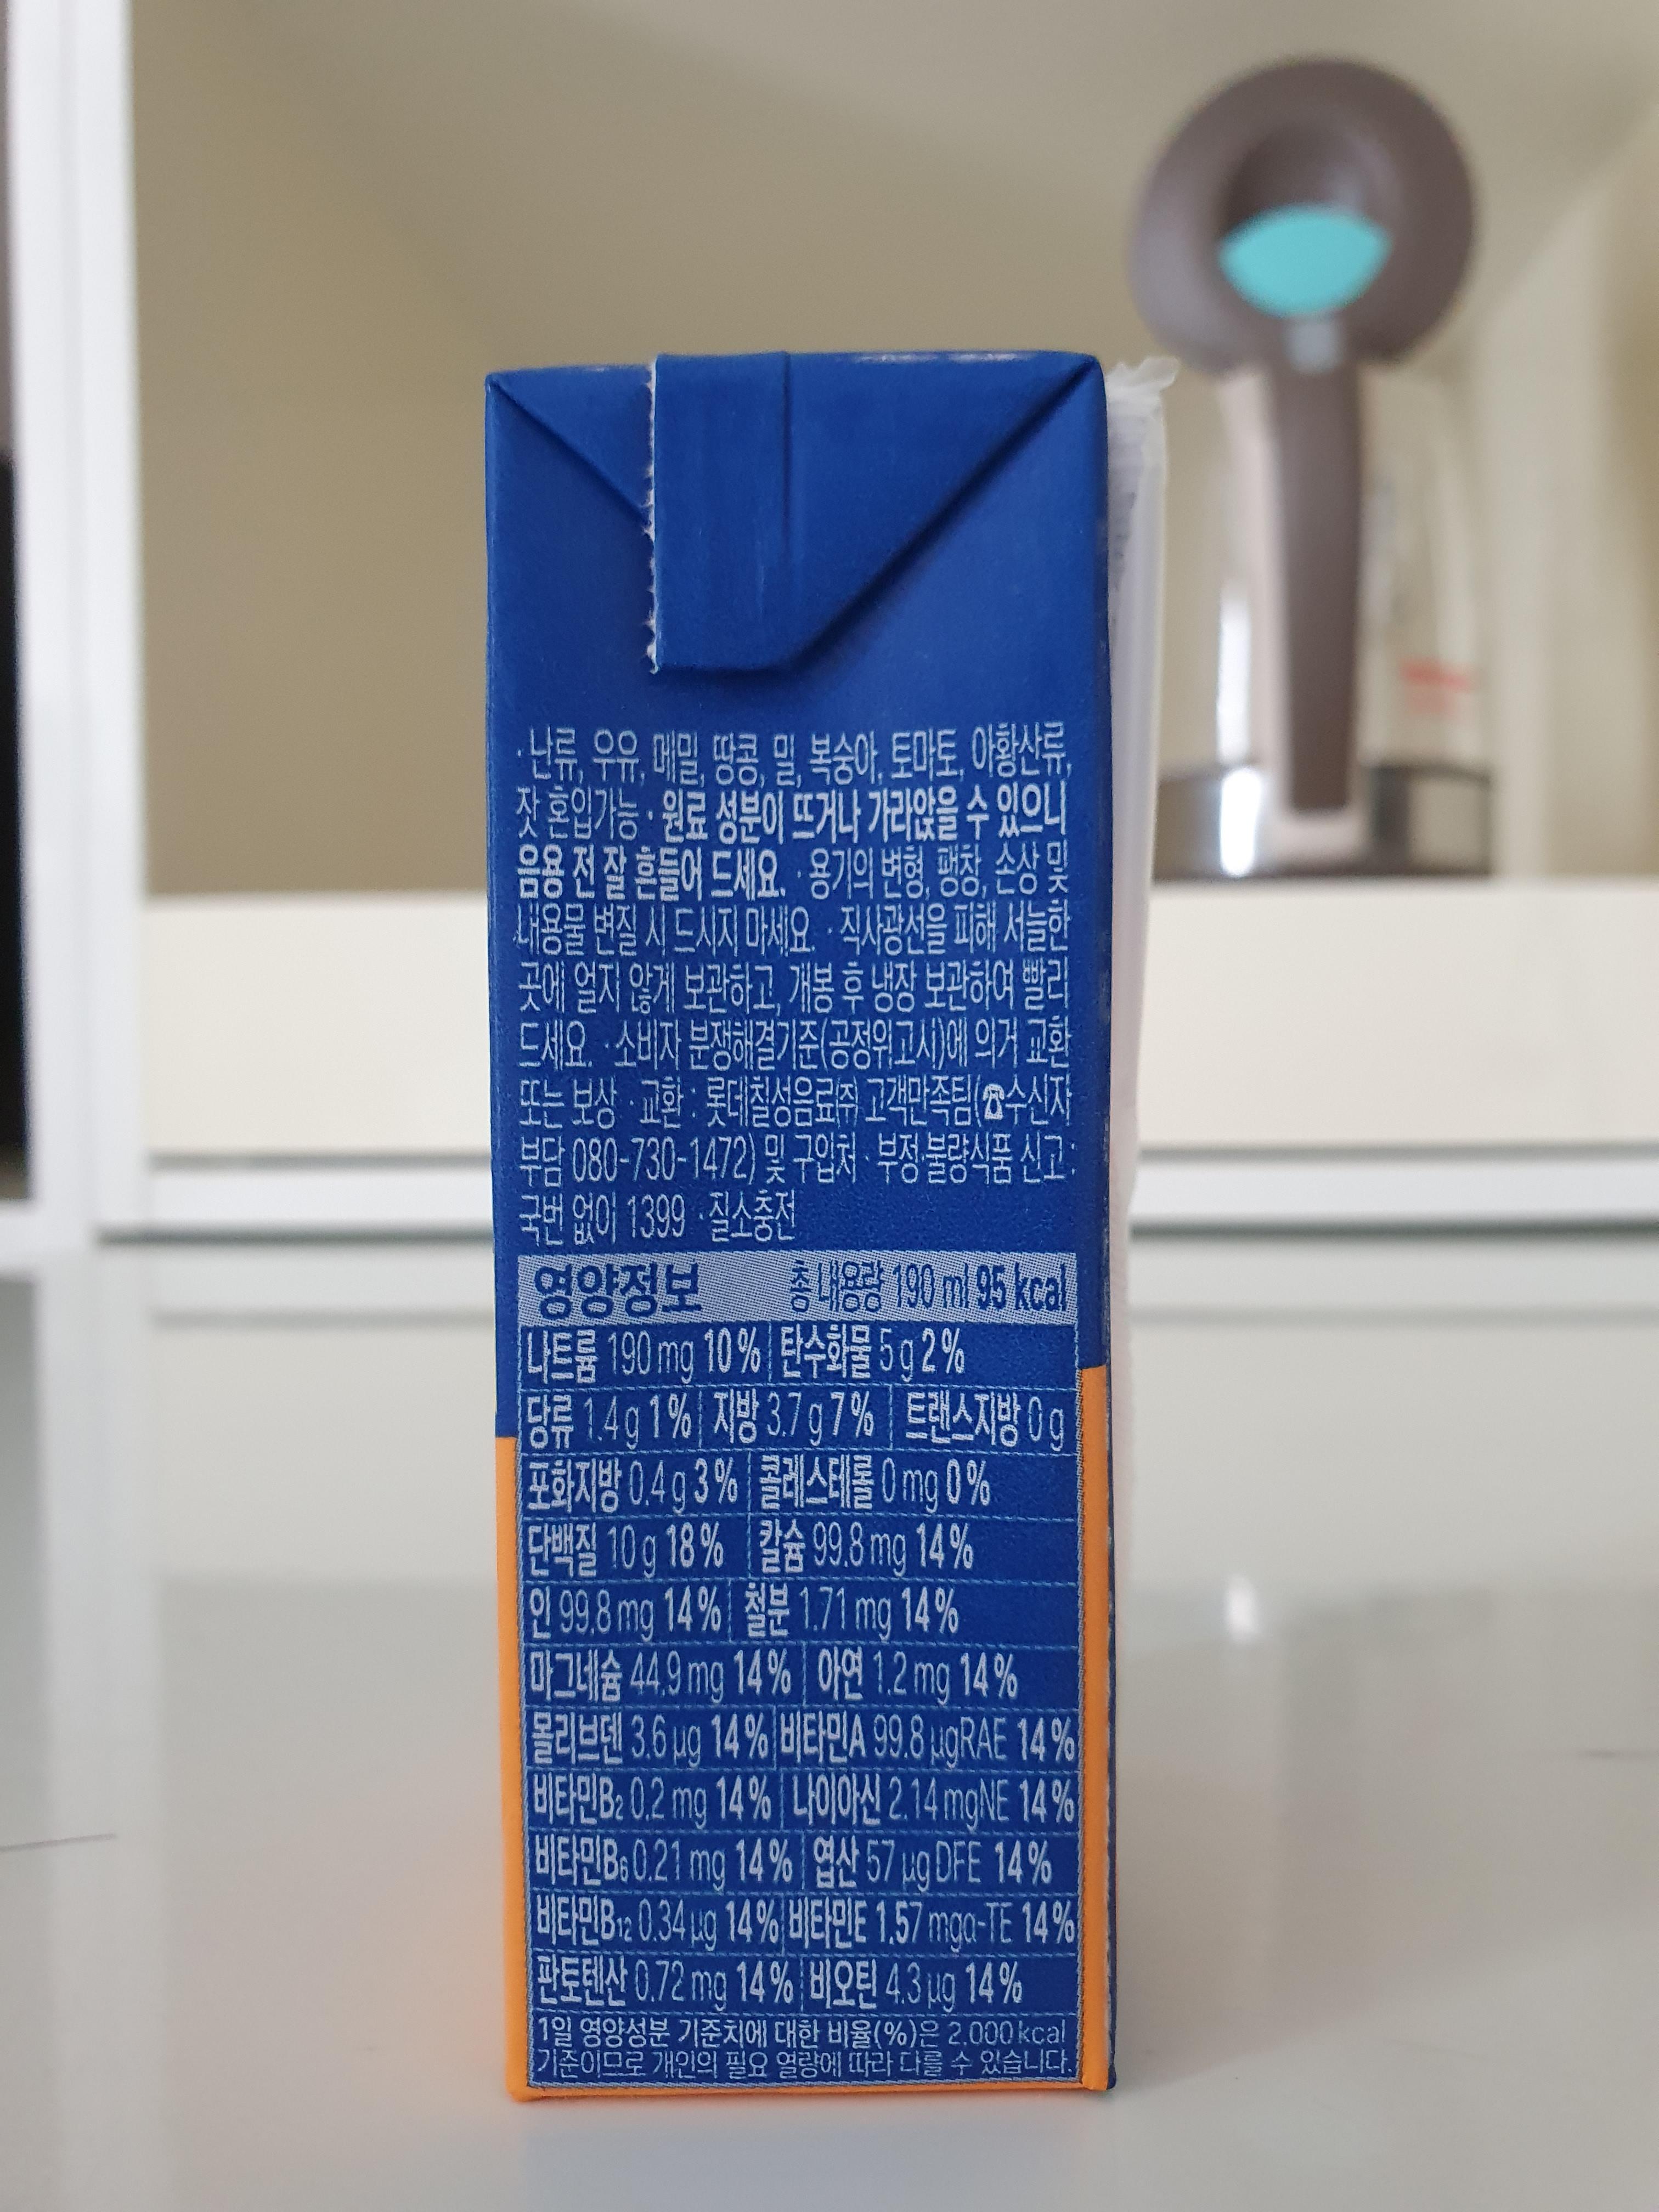 ·난류, 우유, 메밀, 땅콩, 밀, 복숭아, 토마토, 아황산류,
잣 혼입가능 · 원료 성분이 뜨거나 가라앉을 수 있으니
음용 전 잘 흔들어 드세요. · 용기의 변형, 팽창, 손상 및
내용물 변질 시 드시지 마세요. · 직사광선을 피해 서늘한
곳에 얼지 않게 보관하고, 개봉 후 냉장 보관하여 빨리
드세요. · 소비자 분쟁해결기준(공정위고시)에 의거 교환
또는 보상 · 교환 : 롯데칠성음료㈜ 고객만족팀(☎수신자
부담 080-730-1472) 및 구입처 · 부정·불량식품 신고 :
국번 없이 1399 · 질소충전
영양정보 총 내용량 190 ml 95 kcal
나트륨 190 mg 10% 탄수화물 5 g 2%
당류 1.4 g 1% 지방 3.7 g 7% 트랜스지방 0 g
포화지방 0.4 g 3% 콜레스테롤 0 mg 0%
단백질 10 g 18% 칼슘 99.8 mg 14%
인 99.8 mg 14% 철분 1.71 mg 14%
마그네슘 44.9 mg 14% 아연 1.2 mg 14%
몰리브덴 3.6 µg 14% 비타민A 99.8 µgRAE 14%
비타민B₂ 0.2 mg 14% 나이아신 2.14 mgNE 14%
비타민B₆ 0.21 mg 14% 엽산 57 µg DFE 14%
비타민B₁₂ 0.34 µg 14% 비타민E 1.57 mgα-TE 14%
판토텐산 0.72 mg 14% 비오틴 4.3 µg 14%
1일 영양성분 기준치에 대한 비율(%)은 2,000 kcal
기준이므로 개인의 필요 열량에 따라 다를 수 있습니다.